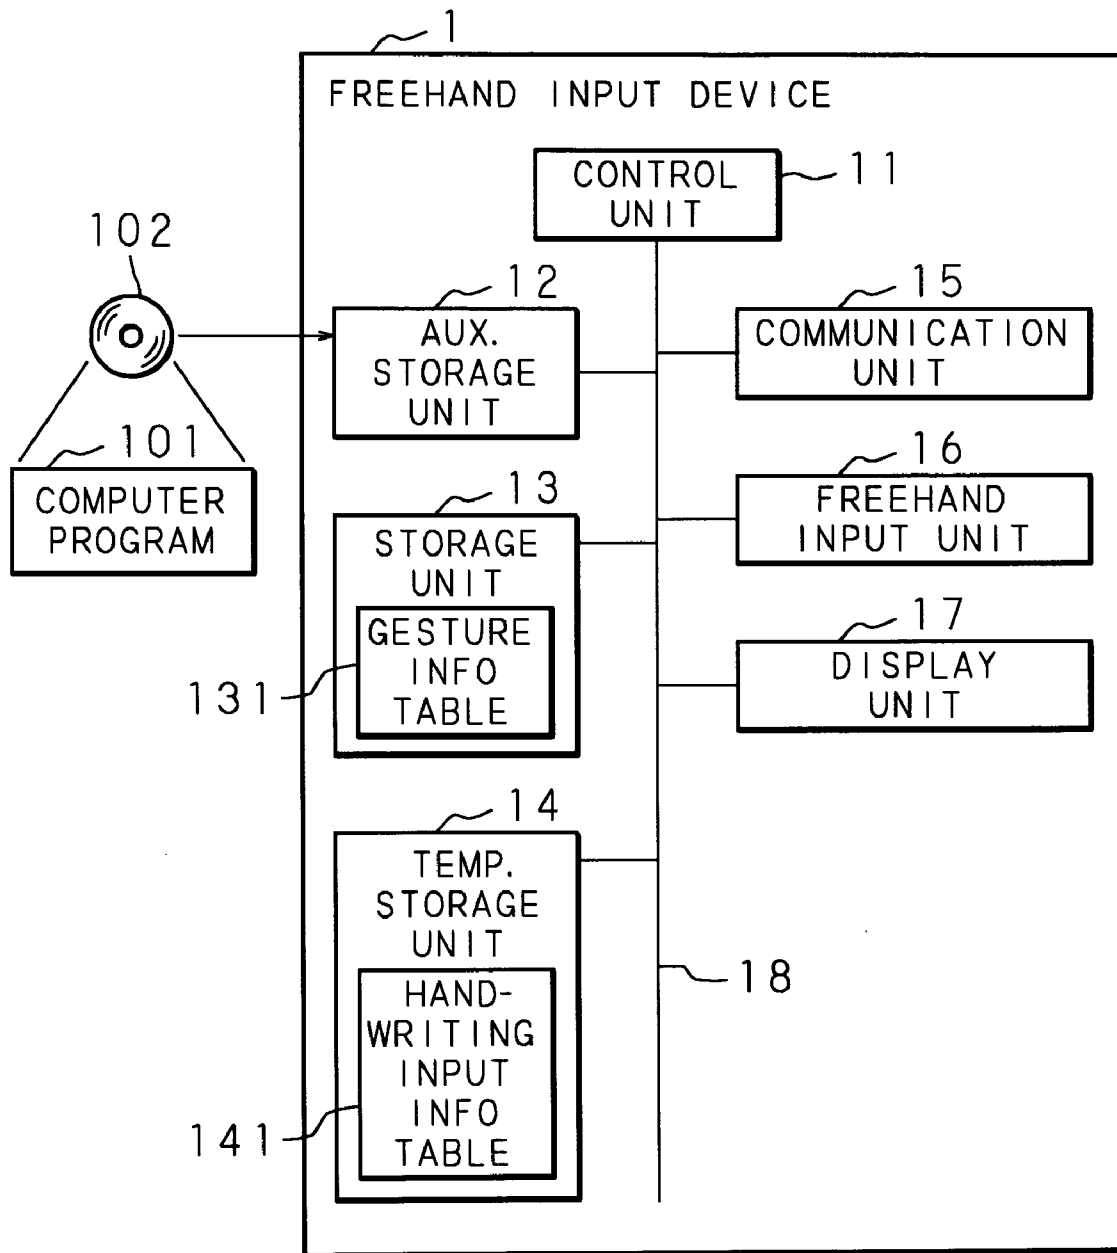 1
FREEHAND INPUT DEVICE
CONTROL
UNIT
11
102
12
AUX.
STORAGE
UNIT
15
COMMUNICATION
UNIT
101
COMPUTER
PROGRAM
13
STORAGE
UNIT
GESTURE
INFO
TABLE
131
16
FREEHAND
INPUT UNIT
17
DISPLAY
UNIT
14
TEMP.
STORAGE
UNIT
HAND-
WRITING
INPUT
INFO
TABLE
141
18